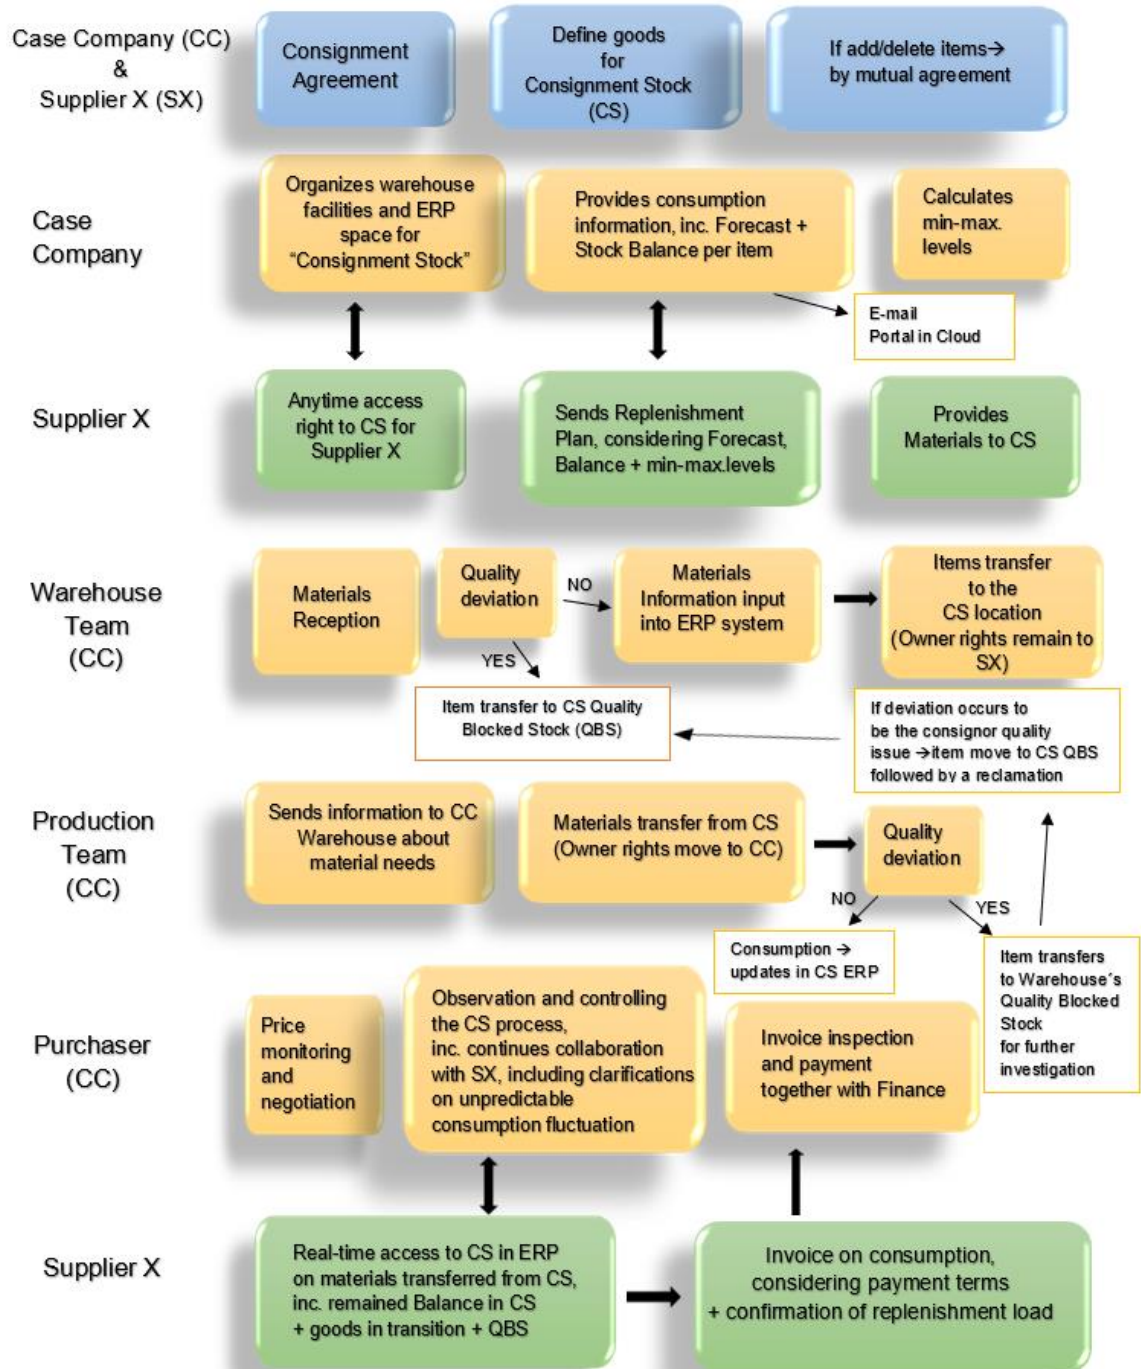 Case Company (CC)
&
Supplier X (SX)
Consignment
Agreement
Define goods
for
Consignment Stock
(CS)
If add/delete items→
by mutual agreement
Case
Company
Organizes warehouse
facilities and ERP
space for
“Consignment Stock”
Provides consumption
information, inc. Forecast +
Stock Balance per item
Calculates
min-max.
levels
E-mail
Portal in Cloud
Supplier X
Anytime access
right to CS for
Supplier X
Sends Replenishment
Plan, considering Forecast,
Balance + min-max.levels
Provides
Materials to CS
Warehouse
Team
(CC)
Materials
Reception
Quality
deviation
NO
YES
Materials
Information input
into ERP system
Items transfer
to the
CS location
(Owner rights remain to
SX)
Item transfer to CS Quality
Blocked Stock (QBS)
If deviation occurs to
be the consignor quality
issue →item move to CS QBS
followed by a reclamation
Production
Team
(CC)
Sends information to CC
Warehouse about
material needs
Materials transfer from CS
(Owner rights move to CC)
Quality
deviation
NO
YES
Consumption →
updates in CS ERP
Item transfers
to Warehouse´s
Quality Blocked
Stock
for further
investigation
Purchaser
(CC)
Price
monitoring
and
negotiation
Observation and controlling
the CS process,
inc. continues collaboration
with SX, including clarifications
on unpredictable
consumption fluctuation
Invoice inspection
and payment
together with Finance
Supplier X
Real-time access to CS in ERP
on materials transferred from CS,
inc. remained Balance in CS
+ goods in transition + QBS
Invoice on consumption,
considering payment terms
+ confirmation of replenishment load